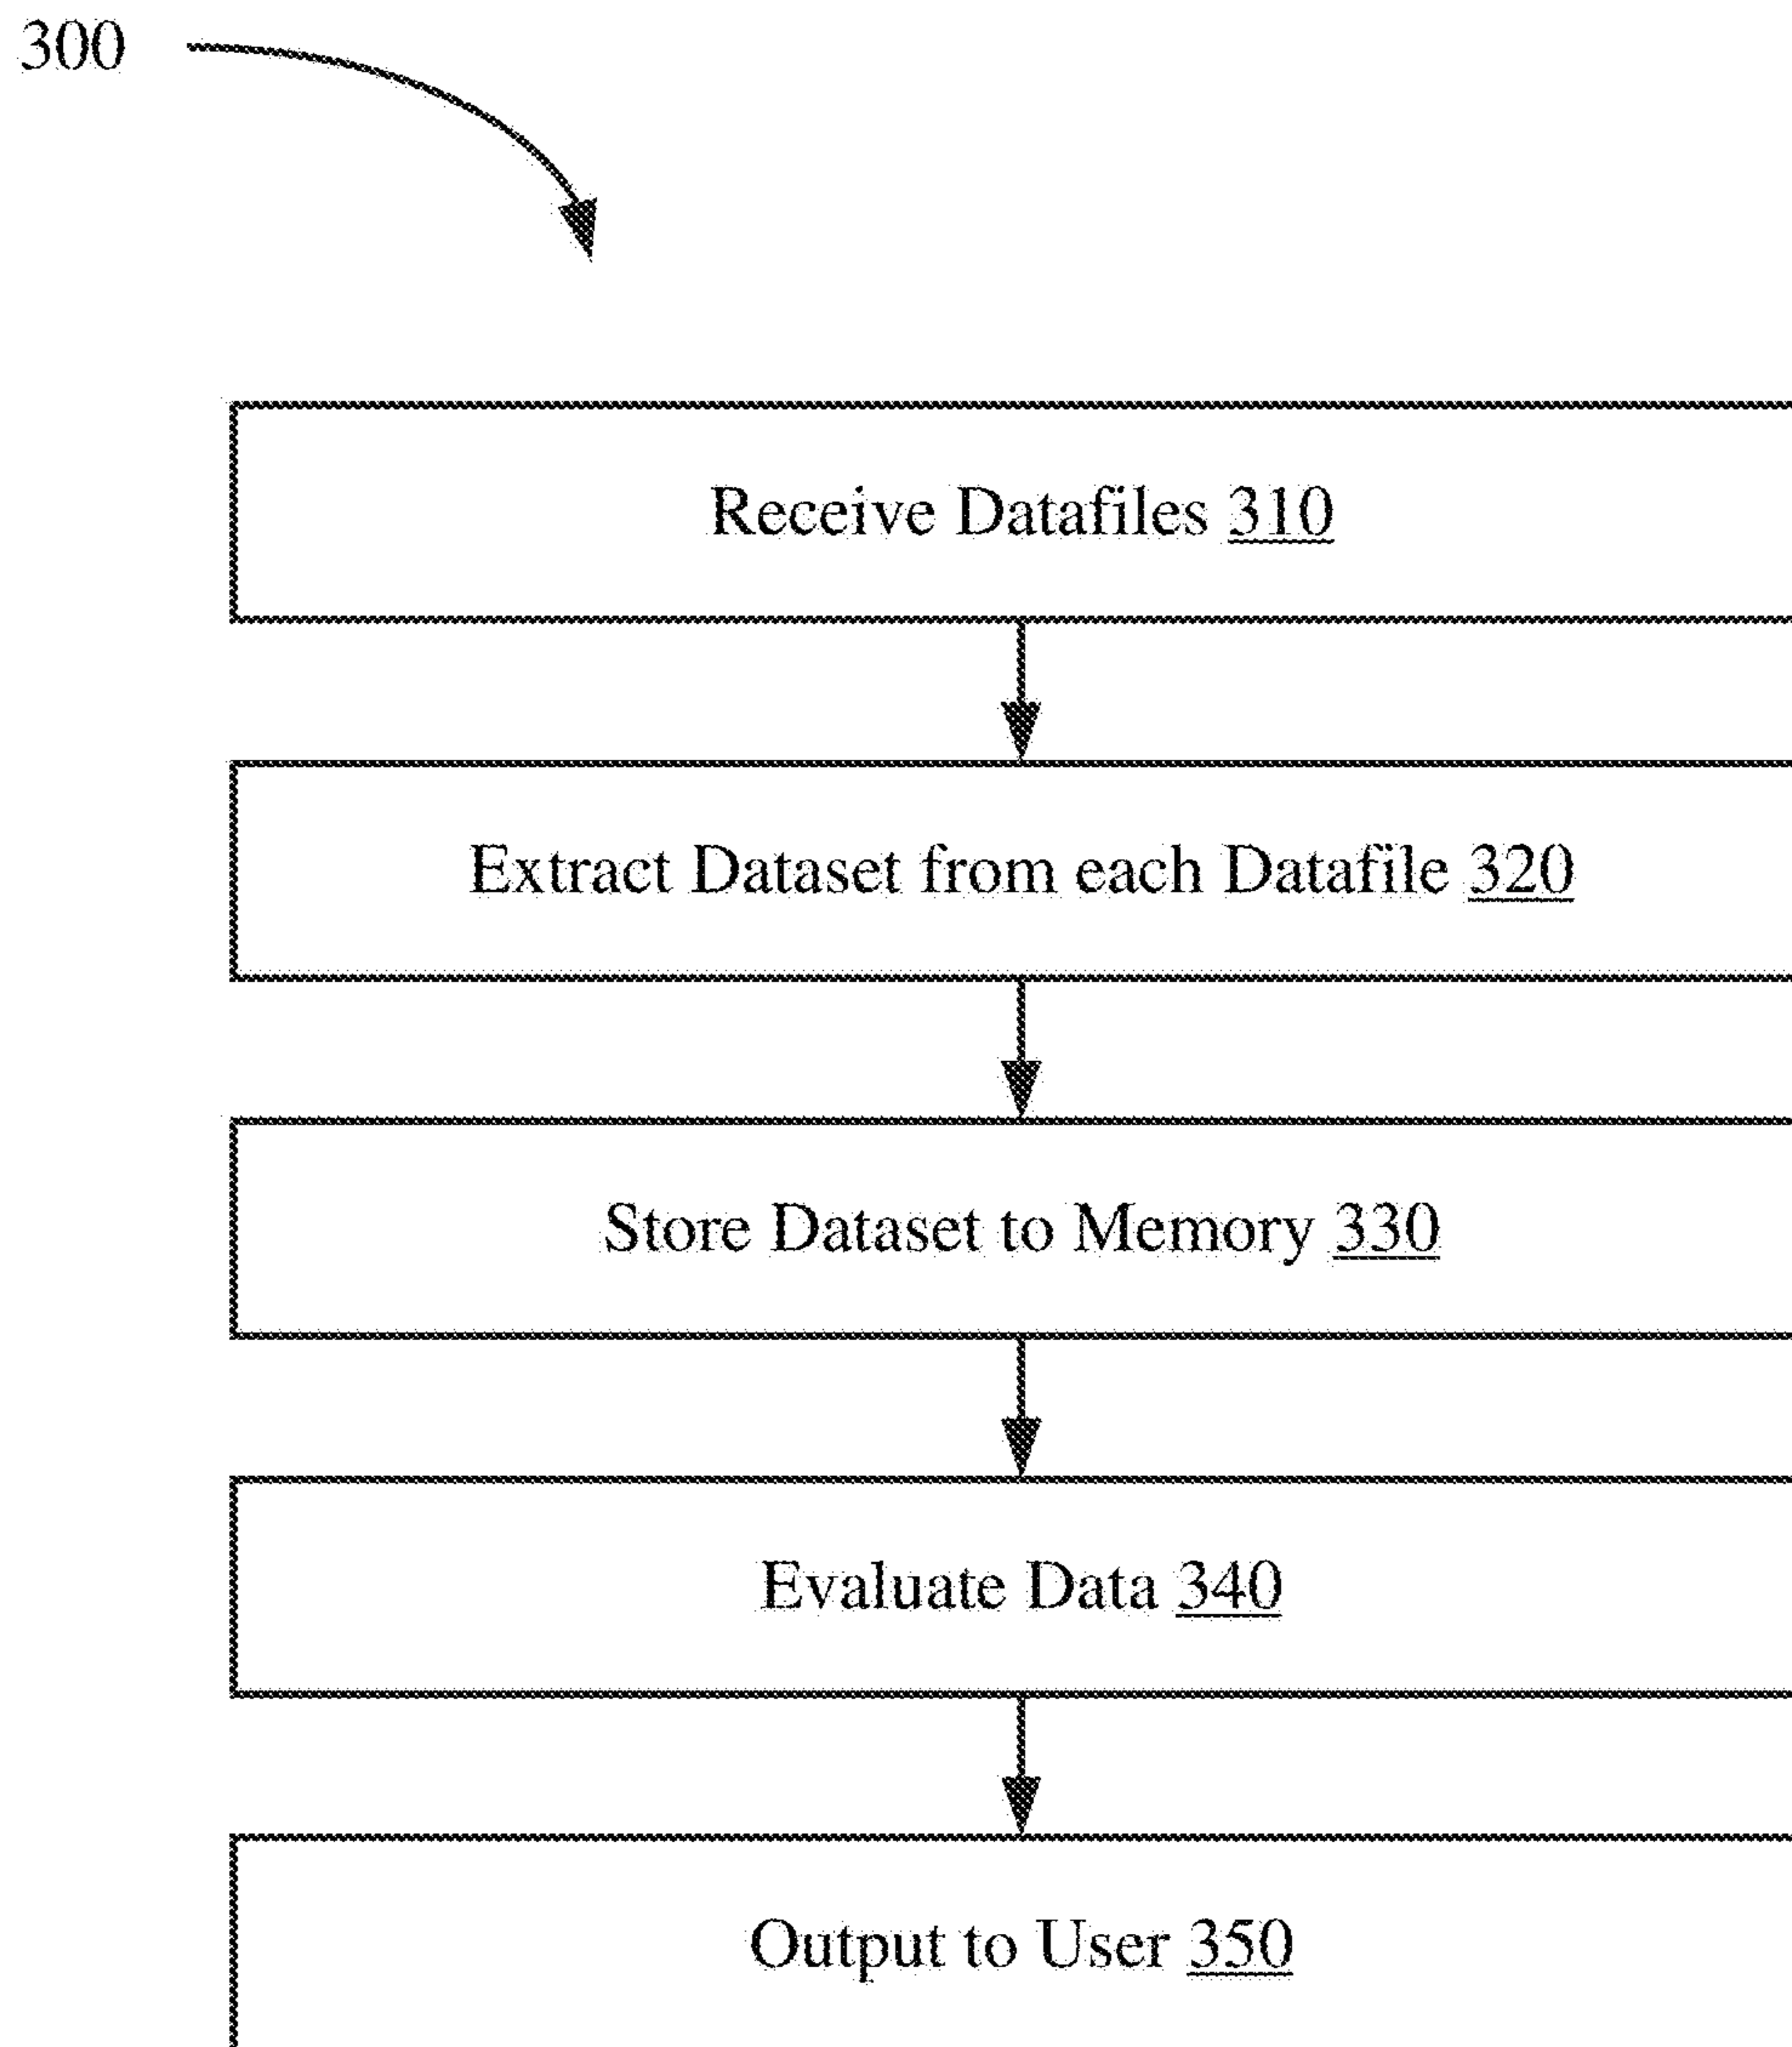 300
Receive Datafiles 310
Extract Dataset from each Datafile 320
Store Dataset to Memory 330
Evaluate Data 340
Output to User 350